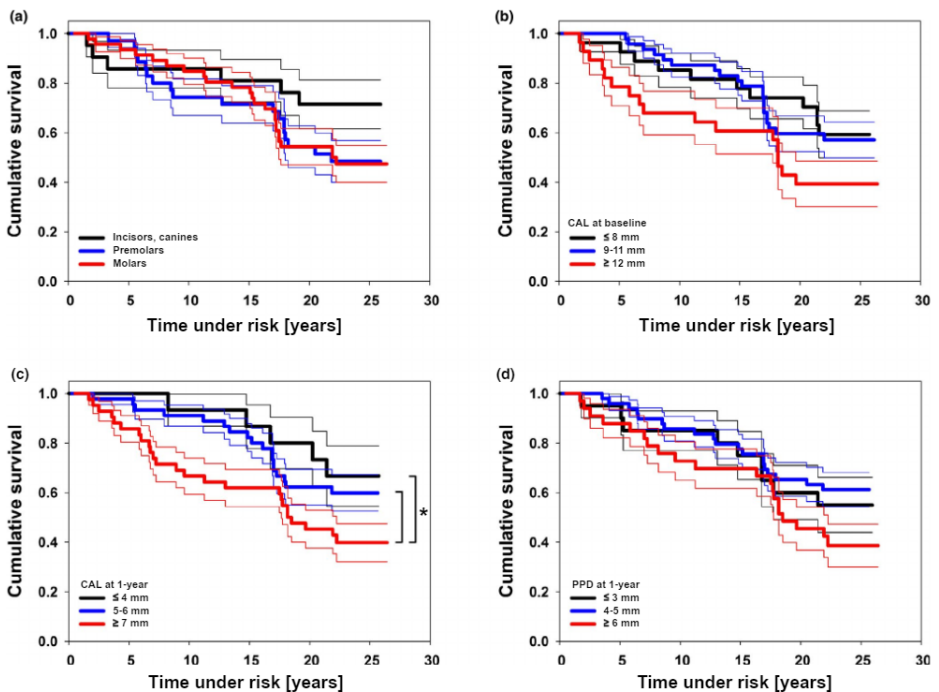 (a)
Cumulative survival
1.0
0.8
0.6
0.4
0.2
0.0
Incisors, canines
Premolars
Molars
0 5 10 15 20 25 30
Time under risk [years]
(b)
Cumulative survival
1.0
0.8
0.6
0.4
0.2
0.0
CAL at baseline
≤ 8 mm
9-11 mm
≥ 12 mm
0 5 10 15 20 25 30
Time under risk [years]
(c)
Cumulative survival
1.0
0.8
0.6
0.4
0.2
0.0
*
CAL at 1-year
≤ 4 mm
5-6 mm
≥ 7 mm
0 5 10 15 20 25 30
Time under risk [years]
(d)
Cumulative survival
1.0
0.8
0.6
0.4
0.2
0.0
PPD at 1-year
≤ 3 mm
4-5 mm
≥ 6 mm
0 5 10 15 20 25 30
Time under risk [years]